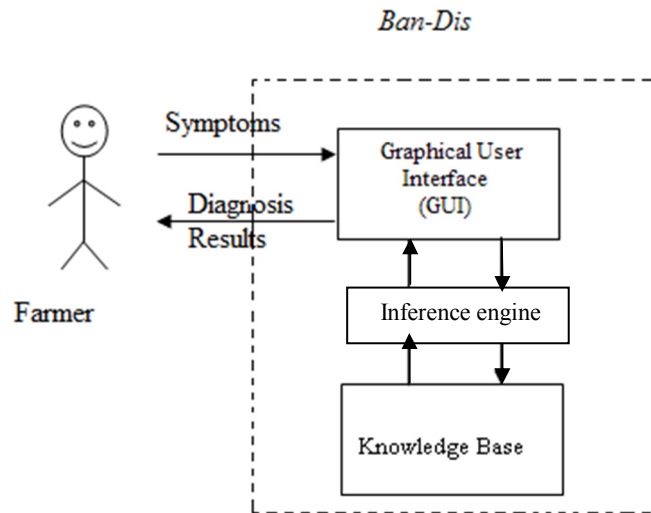 Ban-Dis
Symptoms
Diagnosis
Results
Farmer
Graphical User
Interface
(GUI)
Inference engine
Knowledge Base